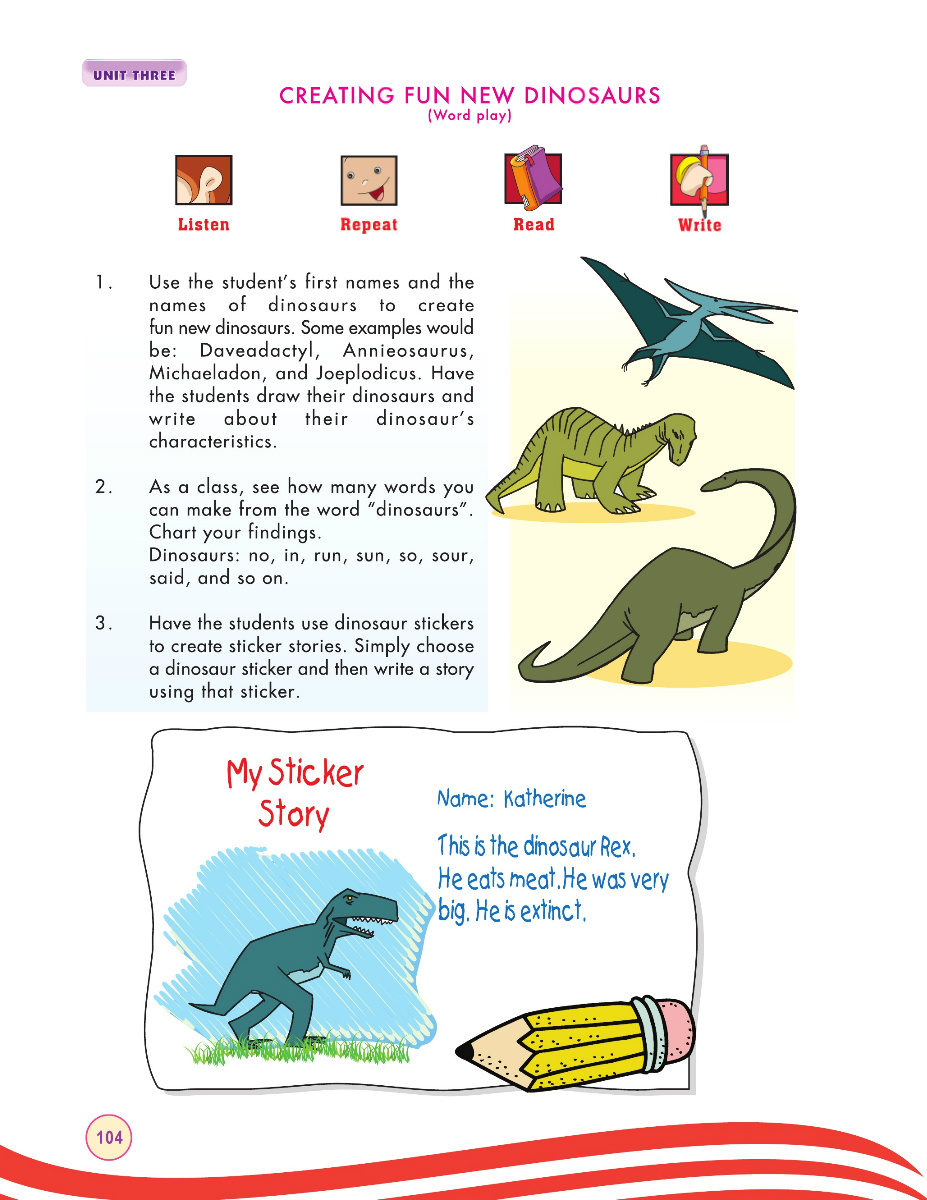 UNIT THREE
CREATING FUN NEW DINOSAURS
(Word play)
Listen
Repeat
Read
Write
1. Use the student's first names and the
names of dinosaurs to create
fun new dinosaurs. Some examples would
be: Daveadactyl, Annieosaurus,
Michaeladon, and Joeplodicus. Have
the students draw their dinosaurs and
write about their dinosaur's
characteristics.
2. As a class, see how many words you
can make from the word "dinosaurs".
Chart your findings.
Dinosaurs: no, in, run, sun, so, sour,
said, and so on.
3. Have the students use dinosaur stickers
to create sticker stories. Simply choose
a dinosaur sticker and then write a story
using that sticker.
My Sticker
Story
Name: Katherine
This is the dinosaur Rex.
He eats meat.He was very
big. He is extinct.
104